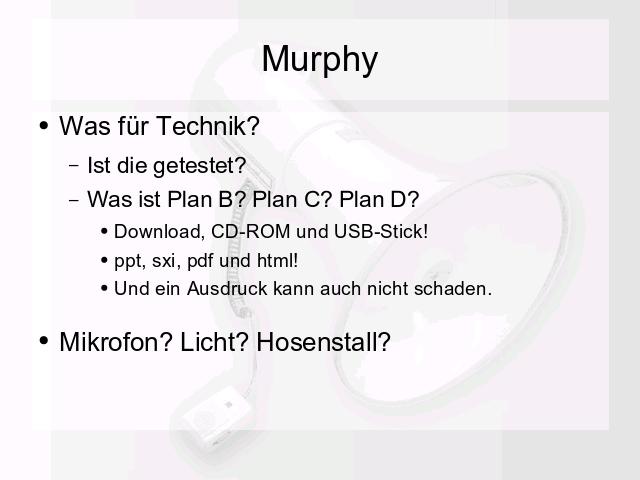 Murphy
• Was für Technik?
– Ist die getestet?
– Was ist Plan B? Plan C? Plan D?
• Download, CD-ROM und USB-Stick!
• ppt, sxi, pdf und html!
• Und ein Ausdruck kann auch nicht schaden.
• Mikrofon? Licht? Hosenstall?